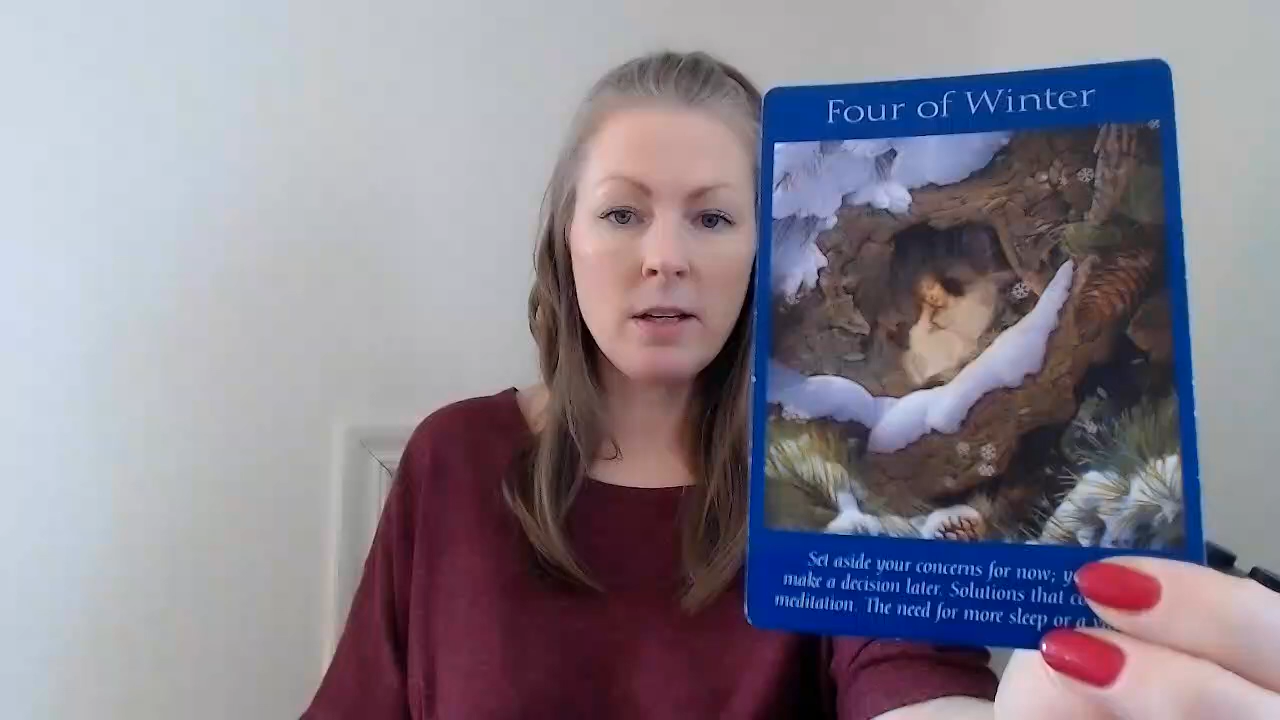 Four of Winter
Set aside your concerns for now;
make a decision later. Solutions that
meditation. The need for more sleep or a